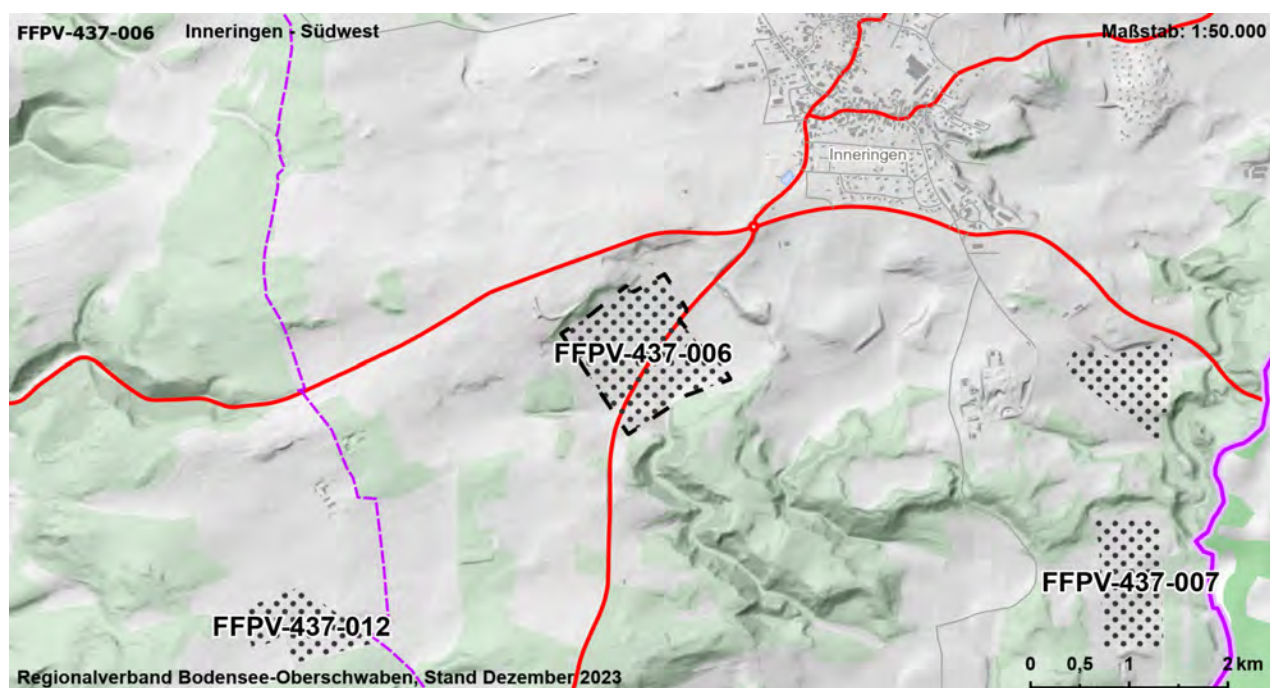 FFPV-437-006 Inneringen - Südwest Maßstab: 1:50.000
Inneringen
FFPV-437-006
FFPV-437-007
FFPV-437-012
0 0,5 1 2 km
Regionalverband Bodensee-Oberschwaben, Stand Dezember 2023